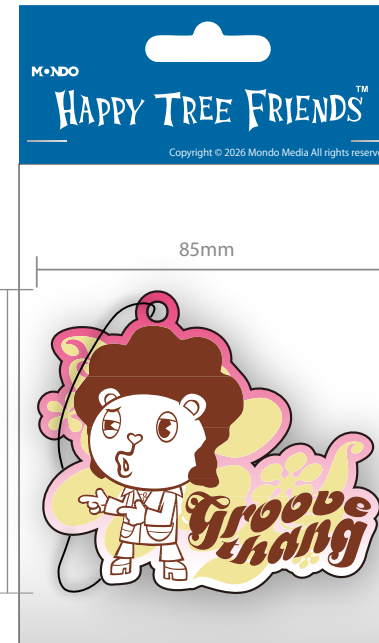 MONDO
HAPPY TREE FRIENDS™
Copyright © 2026 Mondo Media All rights reserve
85mm
Groove
thang